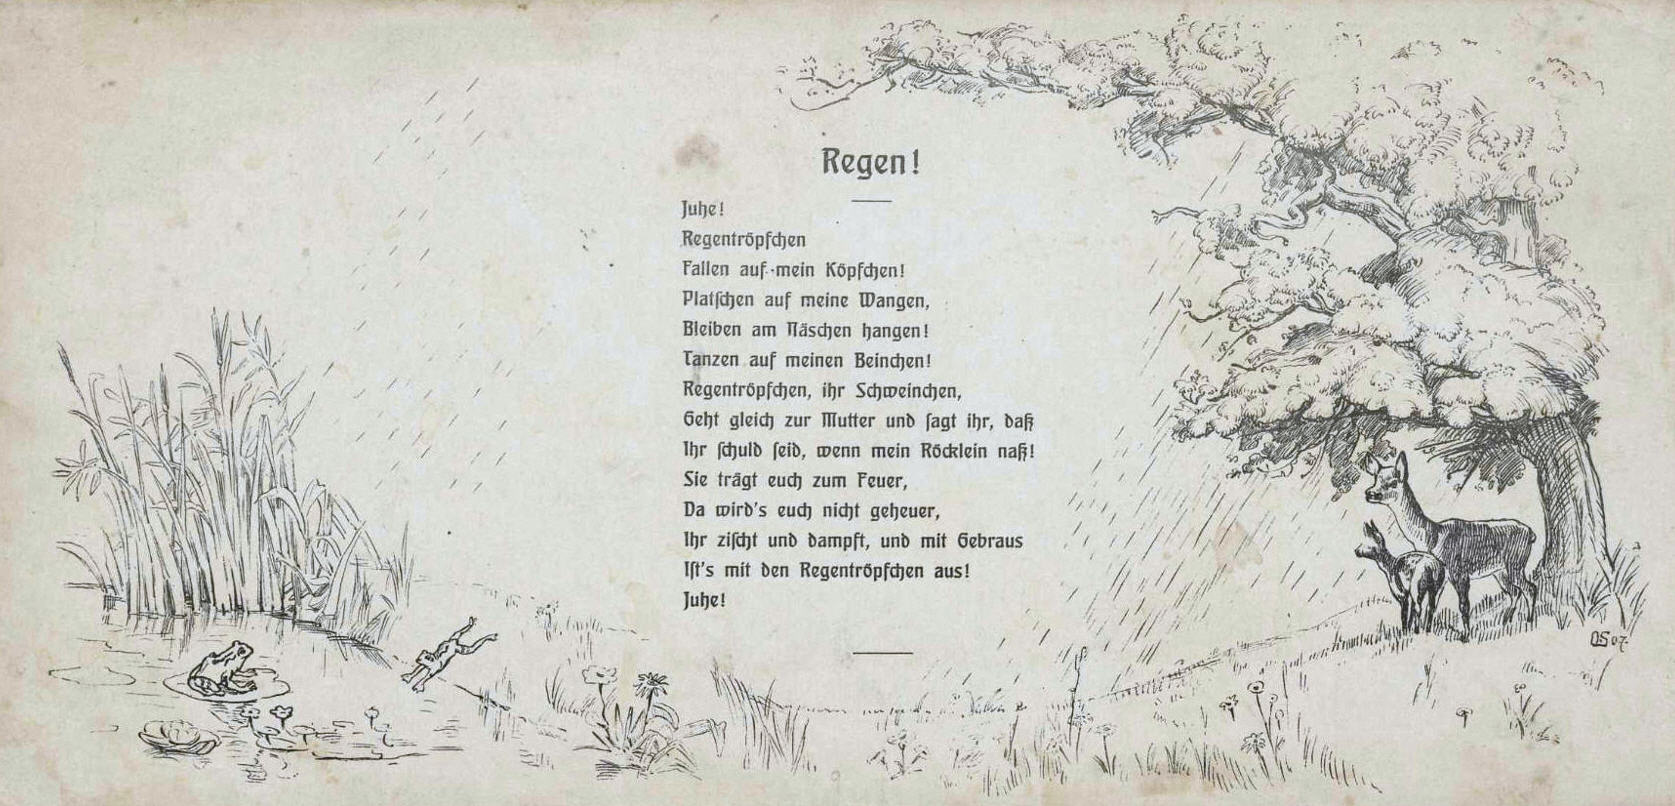 Regen!
Juhe!
Regentröpfchen
Fallen auf mein Köpfchen!
Platſchen auf meine Wangen,
Bleiben am Näschen hangen!
Tanzen auf meinen Beinchen!
Regentröpfchen, ihr Schweinchen,
Geht gleich zur Mutter und ſagt ihr, daß
Ihr ſchuld ſeid, wenn mein Röcklein naß!
Sie trägt euch zum Feuer,
Da wird's euch nicht geheuer,
Ihr ziſcht und dampft, und mit Gebraus
Iſt's mit den Regentröpfchen aus!
Juhe!
OS 07.